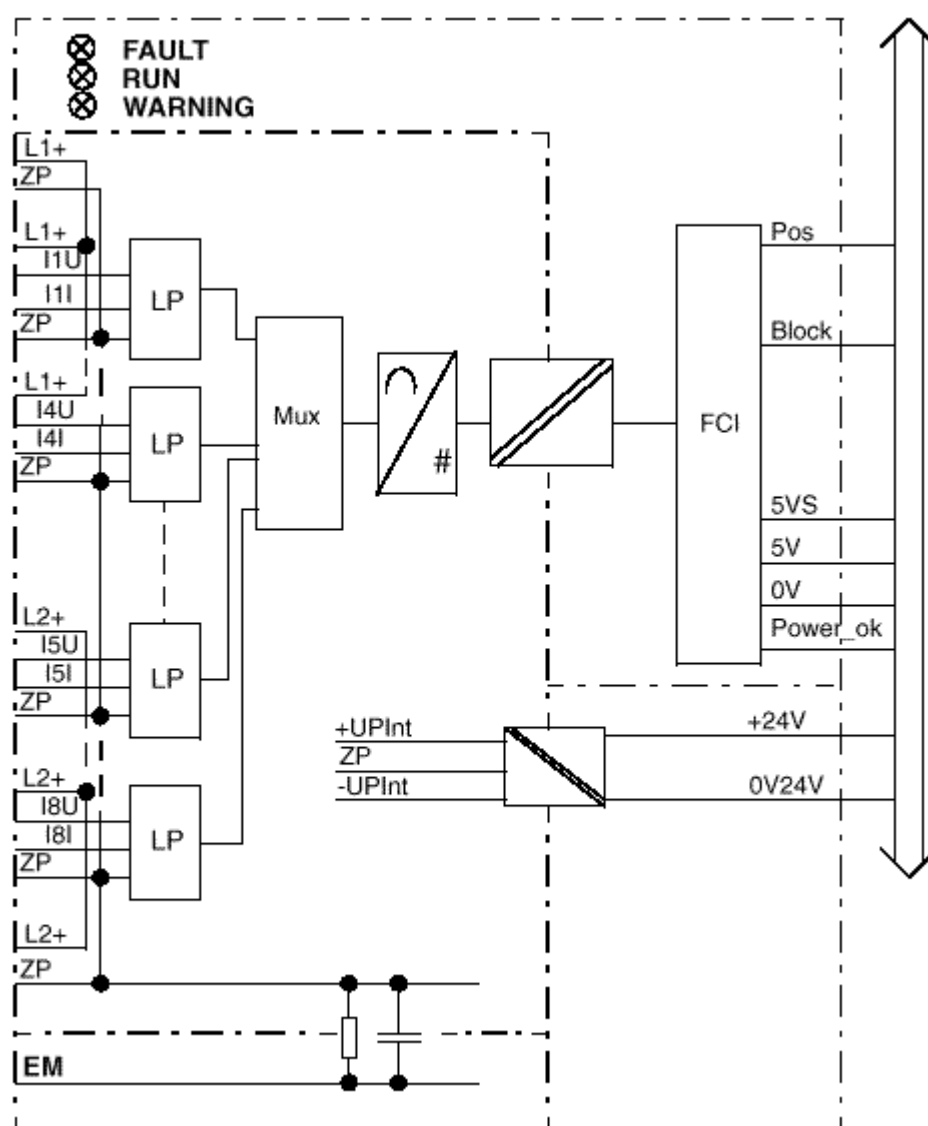 FAULT
RUN
WARNING
L1+
ZP
L1+
I1U
I1I
ZP
LP
L1+
I4U
I4I
ZP
LP
L2+
I5U
I5I
ZP
LP
L2+
I8U
I8I
ZP
LP
L2+
ZP
EM
Mux
#
FCI
Pos
Block
5VS
5V
0V
Power_ok
+UPInt
ZP
-UPInt
+24V
0V24V